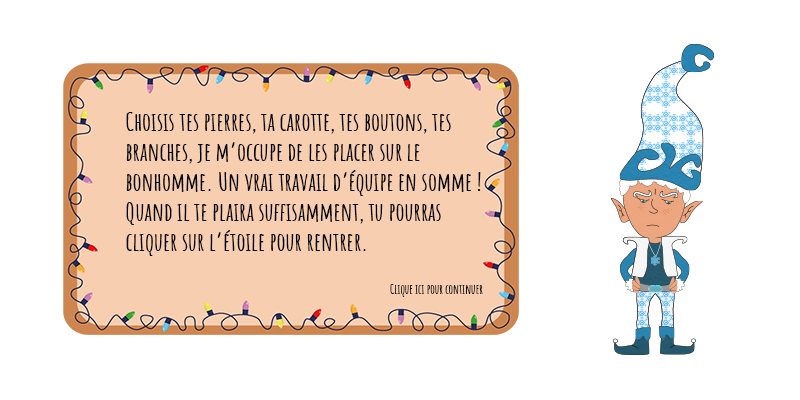 Choisis tes pierres, ta carotte, tes boutons, tes
branches, je m'occupe de les placer sur le
bonhomme. Un vrai travail d'équipe en somme !
Quand il te plaira suffisamment, tu pourras
cliquer sur l'étoile pour rentrer.
Clique ici pour continuer